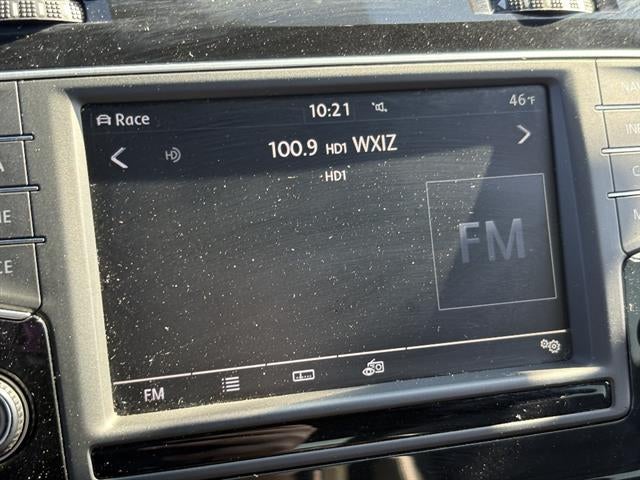 Race
10:21
46°F
100.9 HD1 WXIZ
HD1
FM
FM